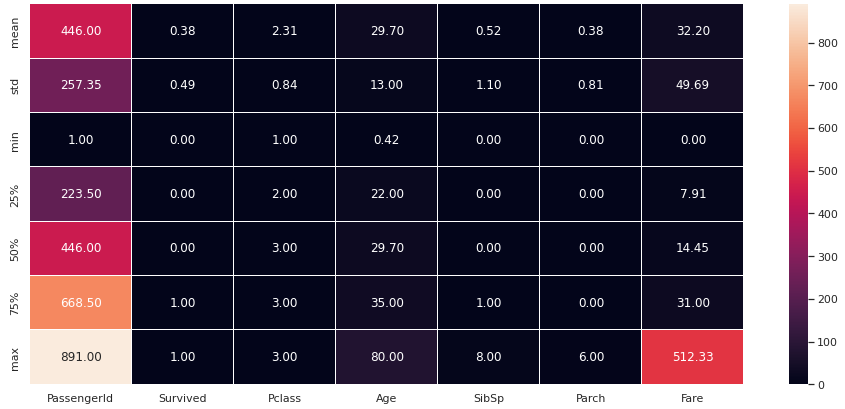 mean 446.00 0.38 2.31 29.70 0.52 0.38 32.20
std 257.35 0.49 0.84 13.00 1.10 0.81 49.69
min 1.00 0.00 1.00 0.42 0.00 0.00 0.00
25% 223.50 0.00 2.00 22.00 0.00 0.00 7.91
50% 446.00 0.00 3.00 29.70 0.00 0.00 14.45
75% 668.50 1.00 3.00 35.00 1.00 0.00 31.00
max 891.00 1.00 3.00 80.00 8.00 6.00 512.33
PassengerId Survived Pclass Age SibSp Parch Fare
800
700
600
500
400
300
200
100
0